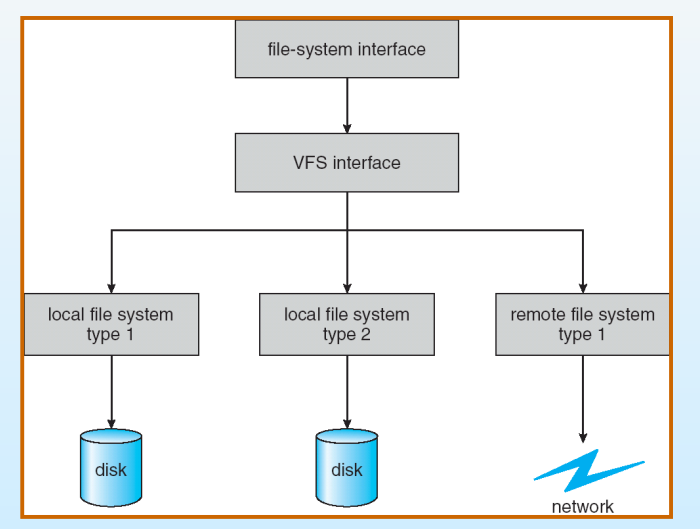 file-system interface
VFS interface
local file system
type 1
local file system
type 2
remote file system
type 1
disk
disk
network